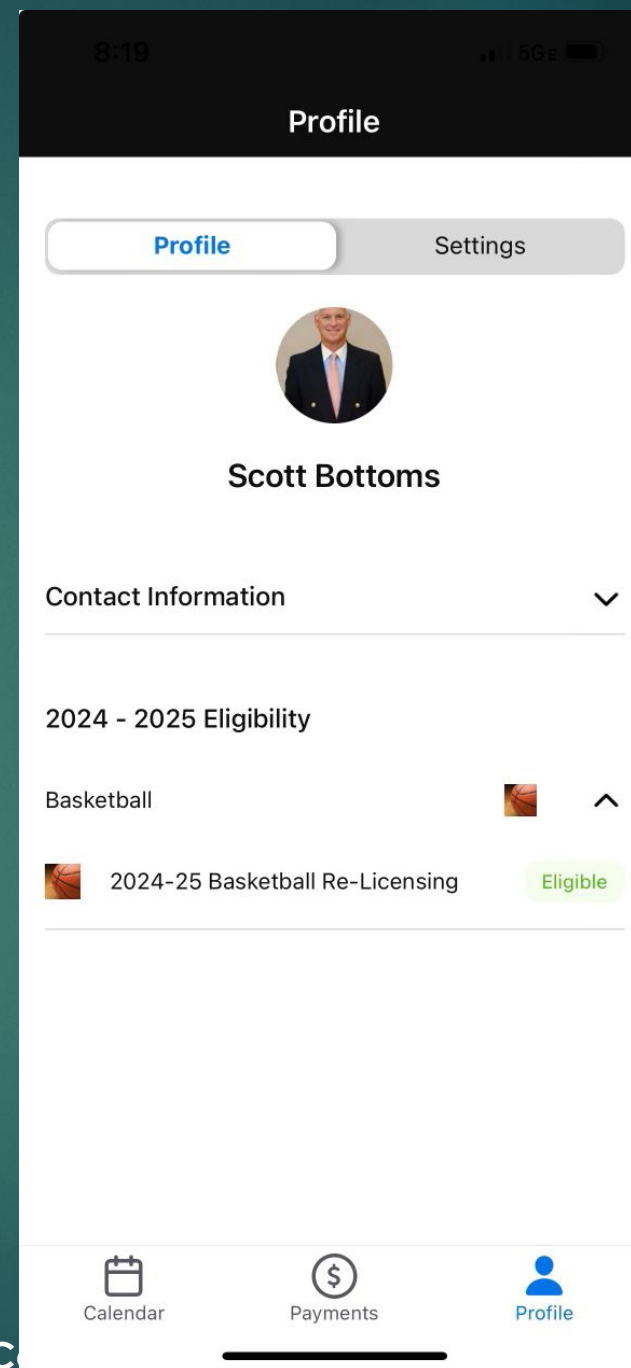 8:19 5GE
Profile
Profile Settings
Scott Bottoms
Contact Information
2024 - 2025 Eligibility
Basketball
2024-25 Basketball Re-Licensing Eligible
Calendar Payments Profile